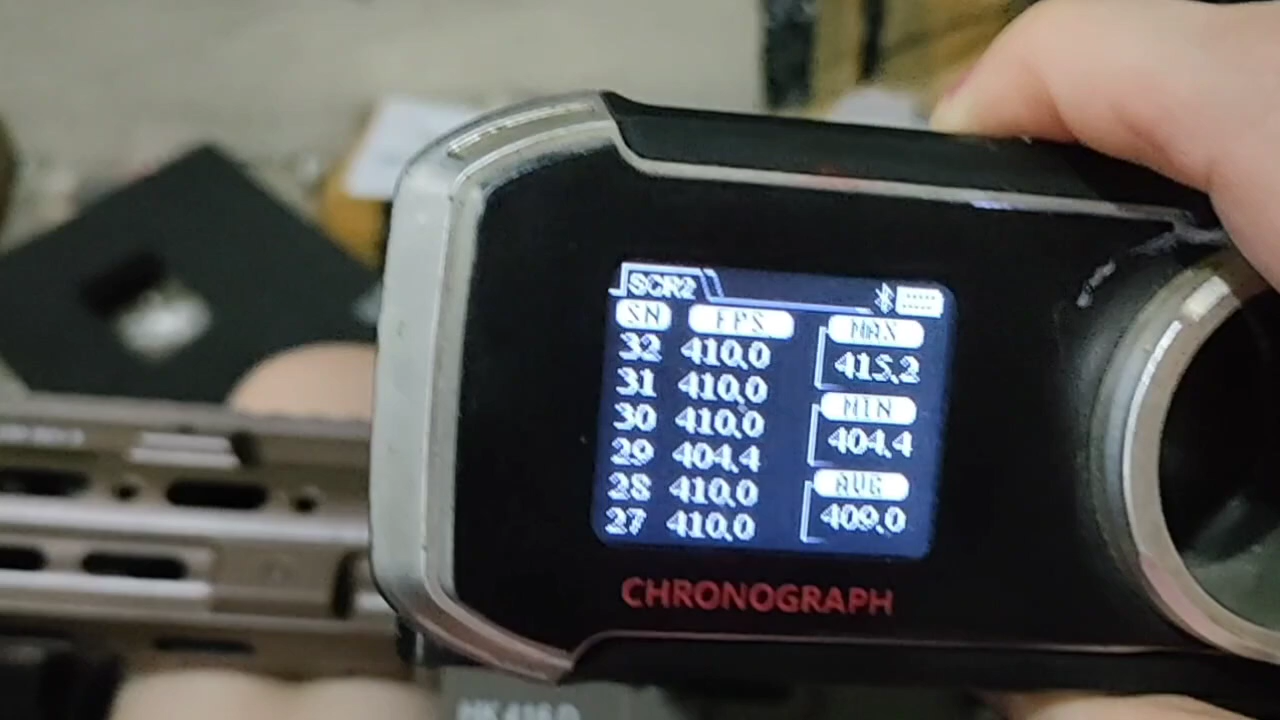 SCR2
SN FPS MAX
32 410.0 415.2
31 410.0
30 410.0 MIN
29 404.4 404.4
28 410.0 AVG
27 410.0 409.0
CHRONOGRAPH